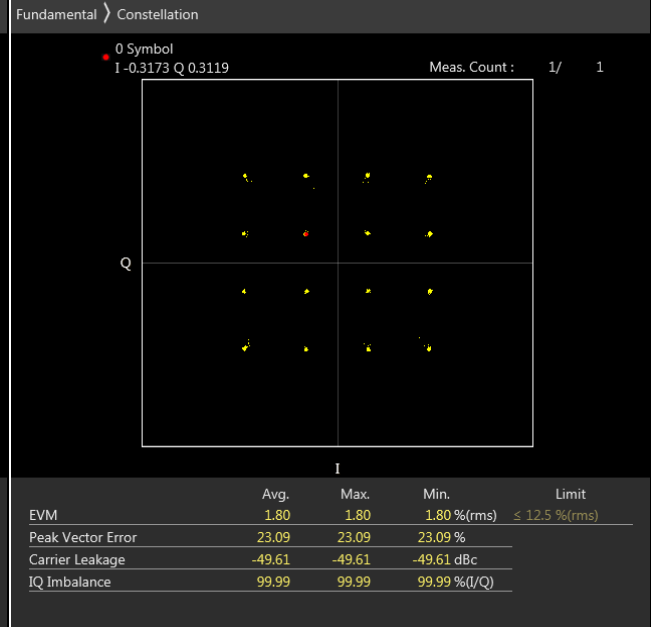 Fundamental 〉 Constellation
0 Symbol
I -0.3173 Q 0.3119
Meas. Count : 1/ 1
Q
I
Avg. Max. Min. Limit
EVM 1.80 1.80 1.80 %(rms) ≤ 12.5 %(rms)
Peak Vector Error 23.09 23.09 23.09 %
Carrier Leakage -49.61 -49.61 -49.61 dBc
IQ Imbalance 99.99 99.99 99.99 %(I/Q)